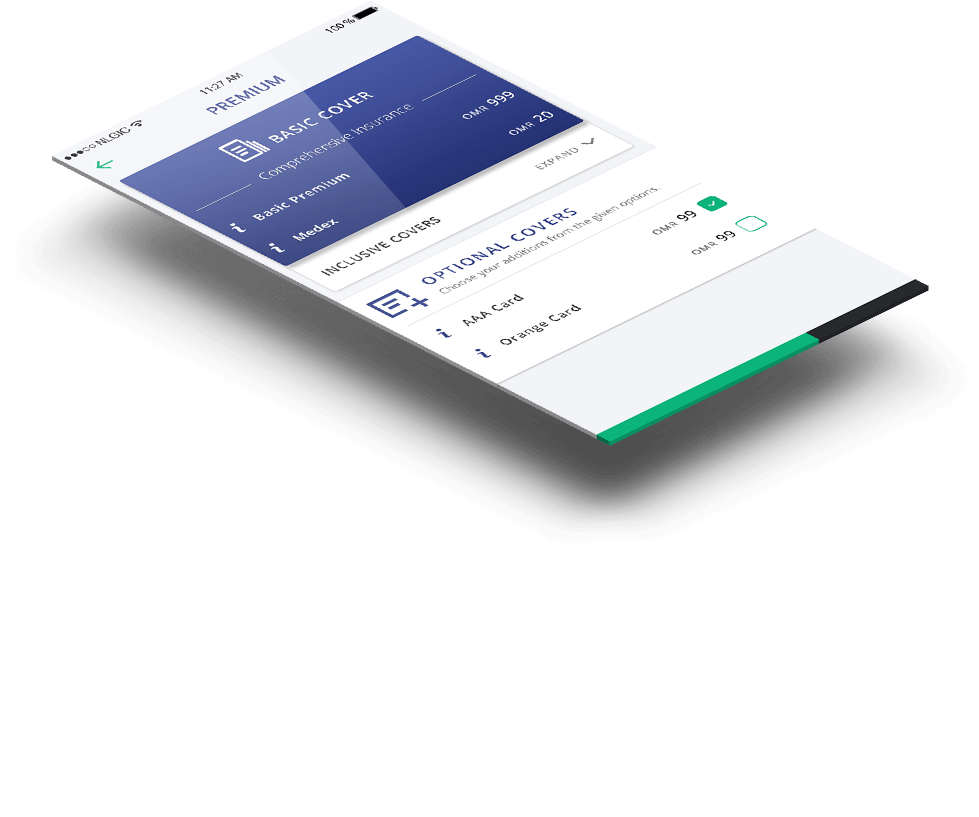 NLGIC 11:27 AM 100%
PREMIUM
BASIC COVER
Comprehensive Insurance
Basic Premium OMR 999
Medex OMR 20
INCLUSIVE COVERS EXPAND
OPTIONAL COVERS
Choose your additions from the given options.
AAA Card OMR 99
Orange Card OMR 99